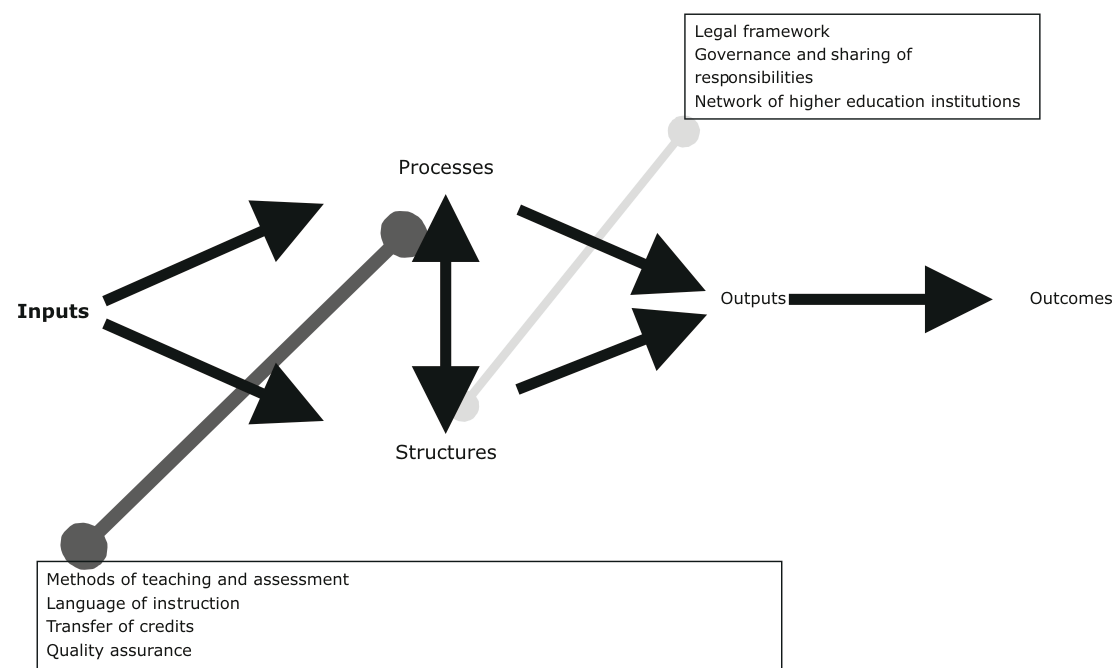 Legal framework
Governance and sharing of
responsibilities
Network of higher education institutions
Processes
Inputs
Outputs
Outcomes
Structures
Methods of teaching and assessment
Language of instruction
Transfer of credits
Quality assurance